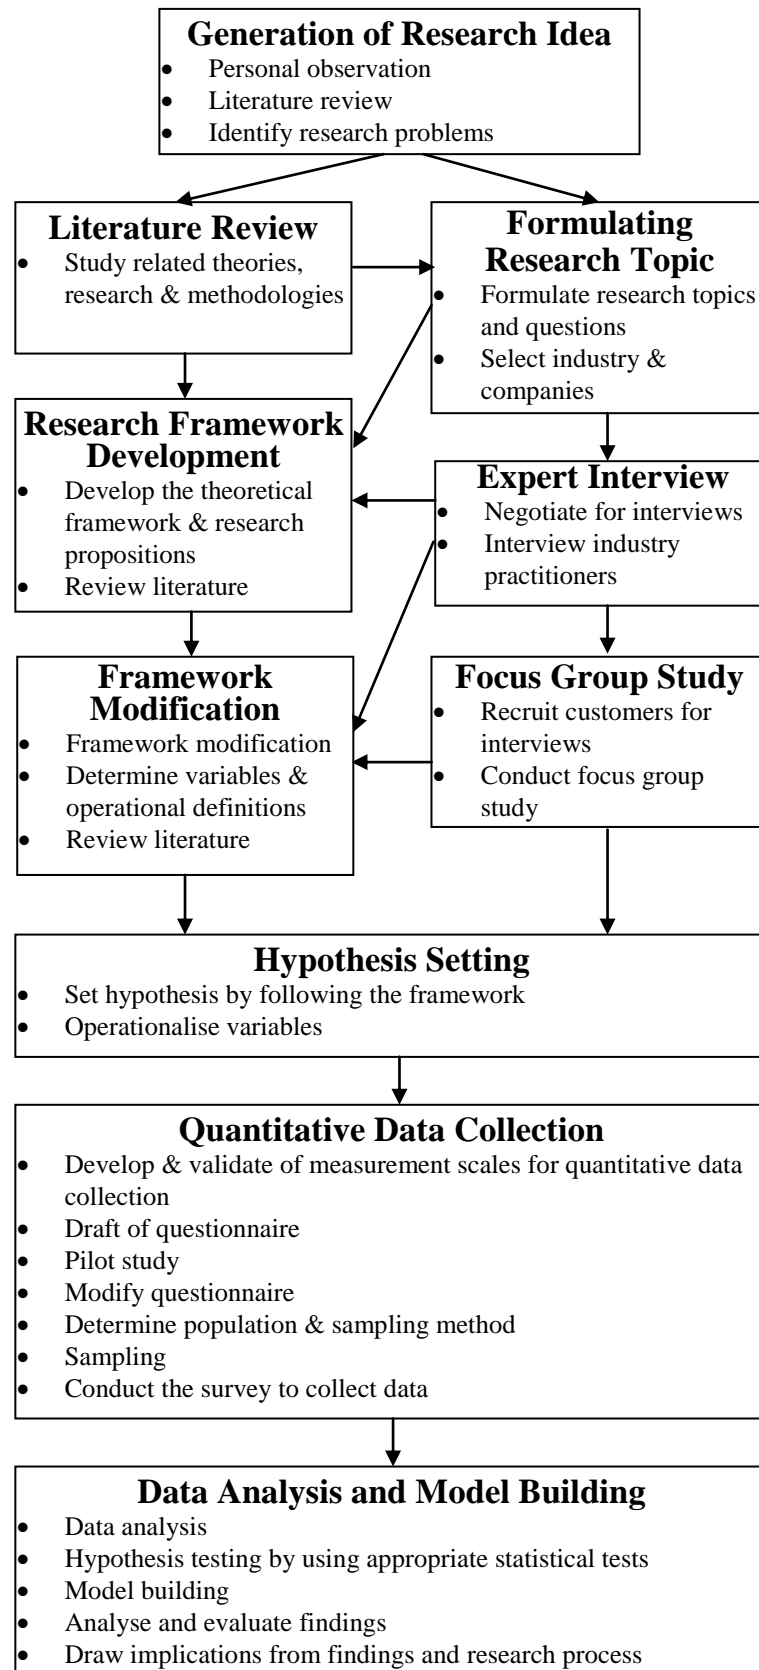 Generation of Research Idea
• Personal observation
• Literature review
• Identify research problems
Literature Review
• Study related theories,
research & methodologies
Formulating
Research Topic
• Formulate research topics
and questions
• Select industry &
companies
Research Framework
Development
• Develop the theoretical
framework & research
propositions
• Review literature
Expert Interview
• Negotiate for interviews
• Interview industry
practitioners
Framework
Modification
• Framework modification
• Determine variables &
operational definitions
• Review literature
Focus Group Study
• Recruit customers for
interviews
• Conduct focus group
study
Hypothesis Setting
• Set hypothesis by following the framework
• Operationalise variables
Quantitative Data Collection
• Develop & validate of measurement scales for quantitative data
collection
• Draft of questionnaire
• Pilot study
• Modify questionnaire
• Determine population & sampling method
• Sampling
• Conduct the survey to collect data
Data Analysis and Model Building
• Data analysis
• Hypothesis testing by using appropriate statistical tests
• Model building
• Analyse and evaluate findings
• Draw implications from findings and research process